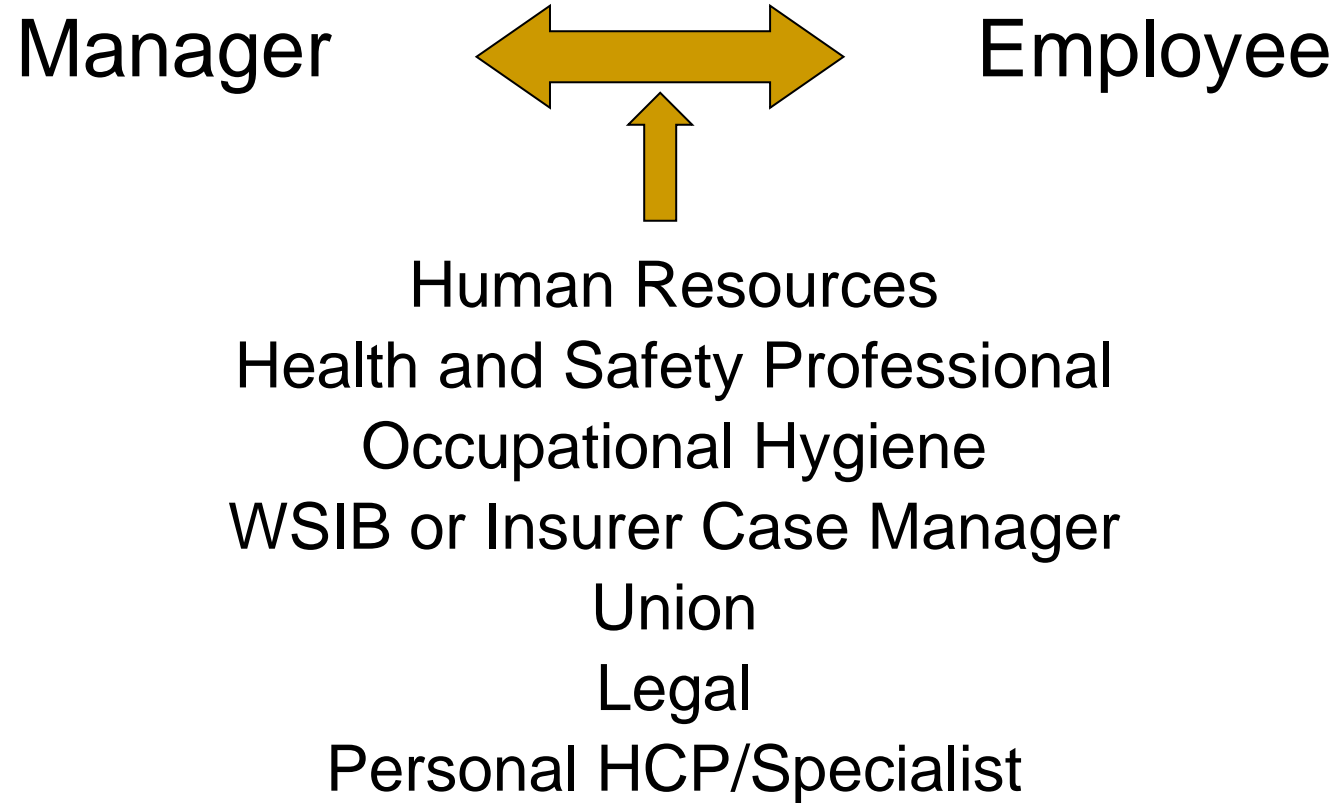 Manager Employee
Human Resources
Health and Safety Professional
Occupational Hygiene
WSIB or Insurer Case Manager
Union
Legal
Personal HCP/Specialist